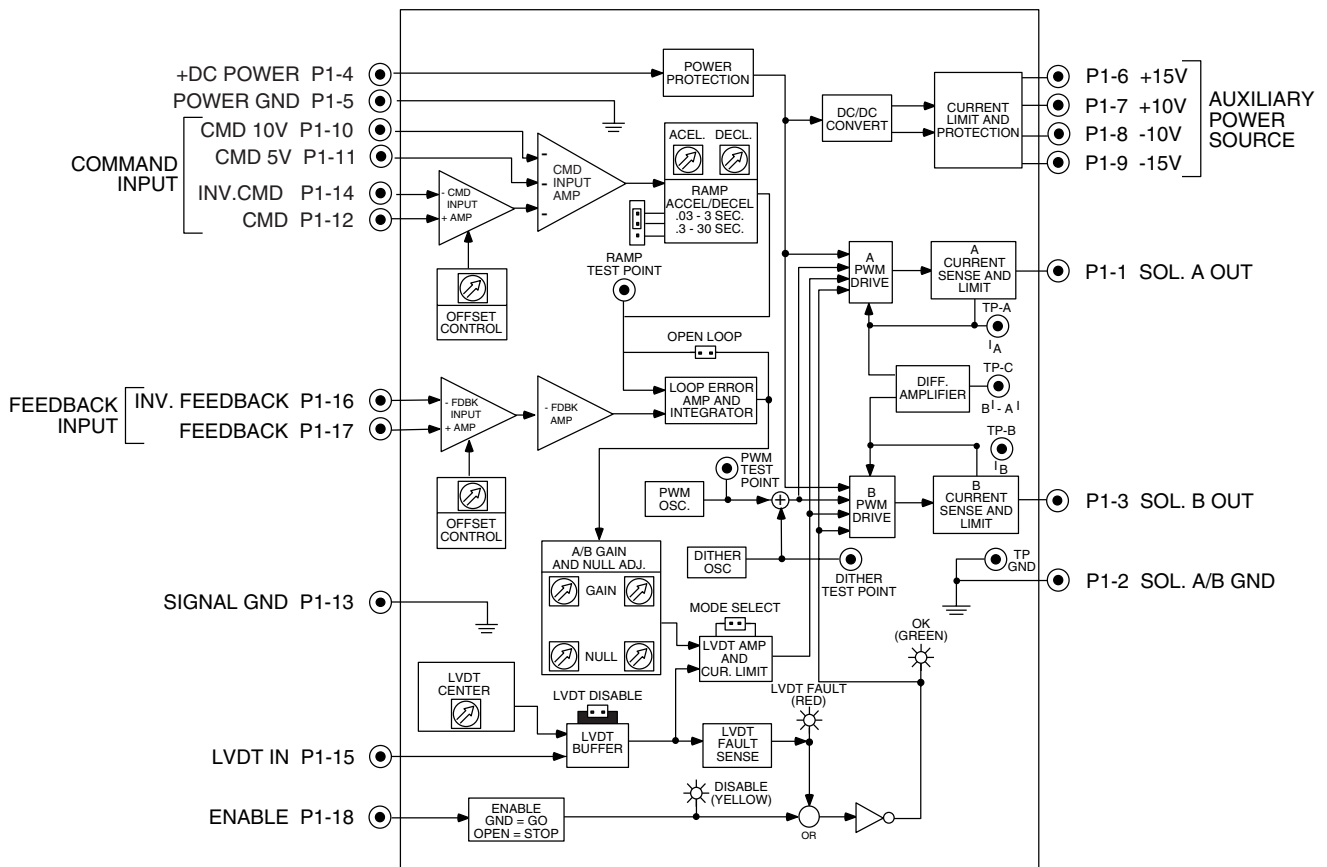 +DC POWER P1-4
POWER GND P1-5
CMD 10V P1-10
CMD 5V P1-11
INV.CMD P1-14
CMD P1-12
COMMAND
INPUT
- CMD
INPUT
+ AMP
OFFSET
CONTROL
-
-
-
CMD
INPUT
AMP
POWER
PROTECTION
ACEL. DECL.
RAMP
ACCEL/DECEL
.03 - 3 SEC.
.3 - 30 SEC.
RAMP
TEST POINT
DC/DC
CONVERT
CURRENT
LIMIT AND
PROTECTION
P1-6 +15V
P1-7 +10V
P1-8 -10V
P1-9 -15V
AUXILIARY
POWER
SOURCE
A
PWM
DRIVE
A
CURRENT
SENSE AND
LIMIT
P1-1 SOL. A OUT
TP-A
IA
OPEN LOOP
LOOP ERROR
AMP AND
INTEGRATOR
DIFF.
AMPLIFIER
TP-C
BI - AI
FEEDBACK
INPUT
INV. FEEDBACK P1-16
FEEDBACK P1-17
- FDBK
INPUT
+ AMP
- FDBK
AMP
OFFSET
CONTROL
TP-B
IB
PWM
TEST
POINT
PWM
OSC.
+
B
PWM
DRIVE
B
CURRENT
SENSE AND
LIMIT
P1-3 SOL. B OUT
DITHER
OSC
DITHER
TEST POINT
TP
GND
P1-2 SOL. A/B GND
A/B GAIN
AND NULL ADJ.
GAIN
NULL
SIGNAL GND P1-13
MODE SELECT
LVDT AMP
AND
CUR. LIMIT
OK
(GREEN)
LVDT
CENTER
LVDT DISABLE
LVDT
BUFFER
LVDT FAULT
(RED)
LVDT
FAULT
SENSE
LVDT IN P1-15
DISABLE
(YELLOW)
ENABLE P1-18
ENABLE
GND = GO
OPEN = STOP
OR